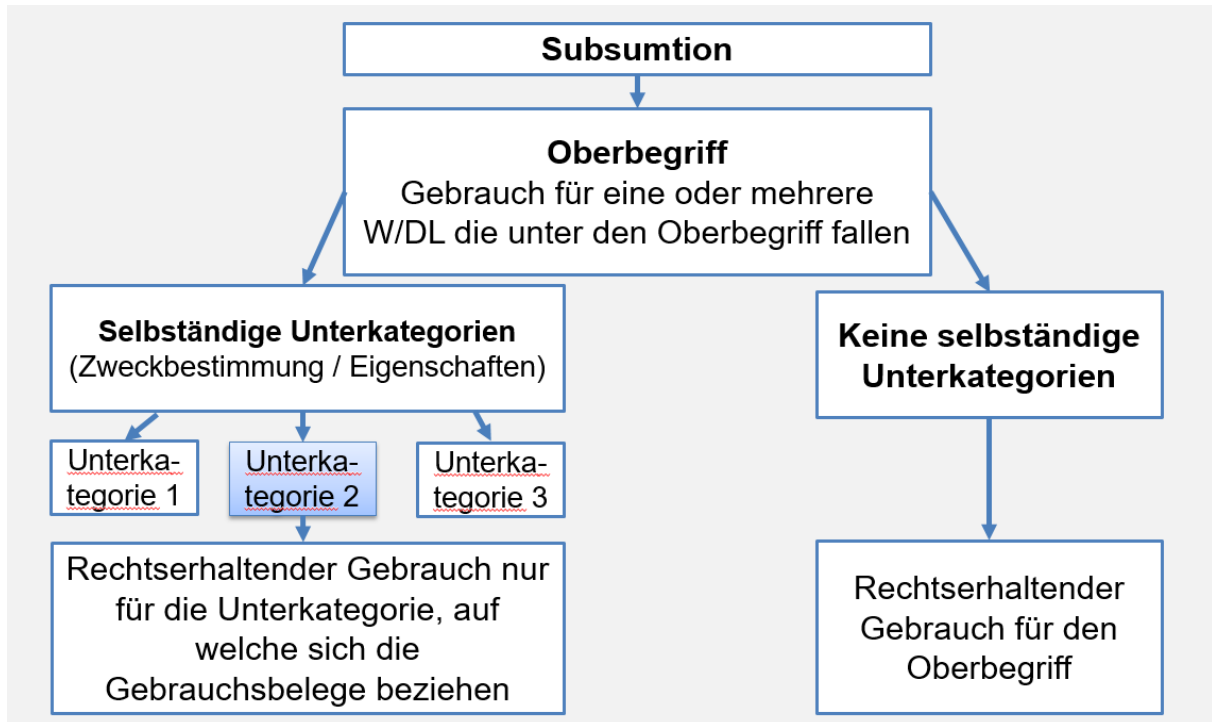 Subsumtion
Oberbegriff
Gebrauch für eine oder mehrere
W/DL die unter den Oberbegriff fallen
Selbständige Unterkategorien
(Zweckbestimmung / Eigenschaften)
Keine selbständige
Unterkategorien
Unterka-
tegorie 1
Unterka-
tegorie 2
Unterka-
tegorie 3
Rechtserhaltender Gebrauch nur
für die Unterkategorie, auf
welche sich die
Gebrauchsbelege beziehen
Rechtserhaltender
Gebrauch für den
Oberbegriff